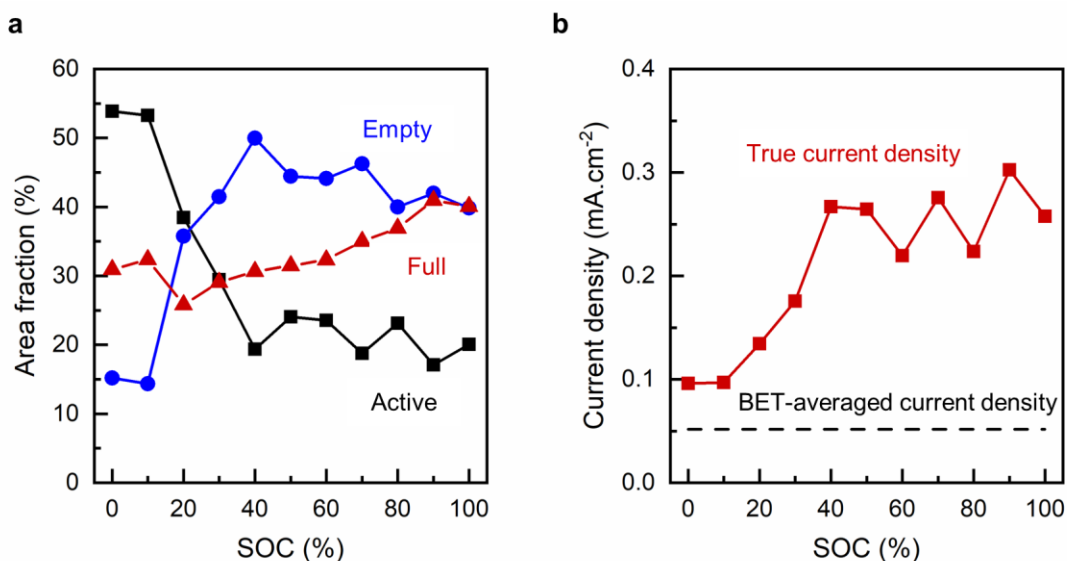 a
60
50
40
30
20
10
0
Area fraction (%)
Empty
Full
Active
0 20 40 60 80 100
SOC (%)
b
0.4
0.3
0.2
0.1
0.0
Current density (mA.cm⁻²)
True current density
BET-averaged current density
0 20 40 60 80 100
SOC (%)